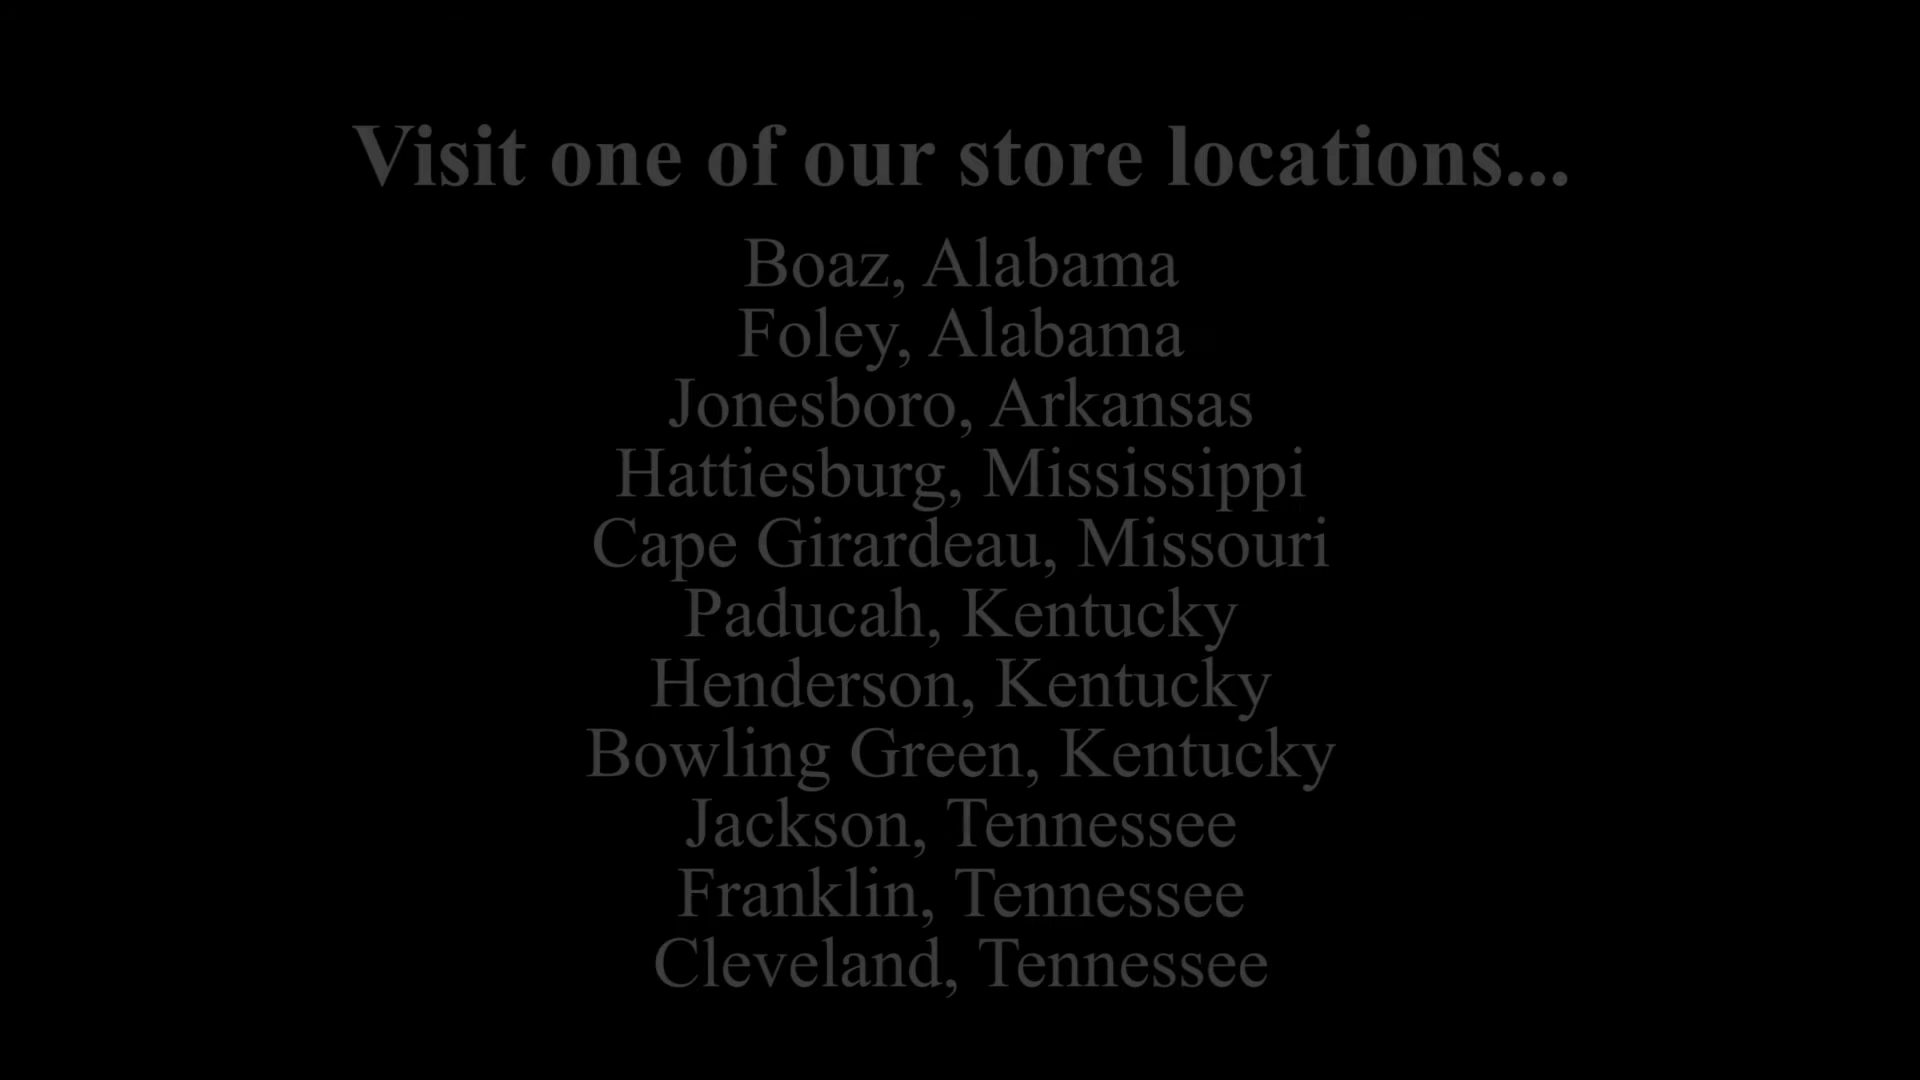 Visit one of our store locations...
Boaz, Alabama
Foley, Alabama
Jonesboro, Arkansas
Hattiesburg, Mississippi
Cape Girardeau, Missouri
Paducah, Kentucky
Henderson, Kentucky
Bowling Green, Kentucky
Jackson, Tennessee
Franklin, Tennessee
Cleveland, Tennessee